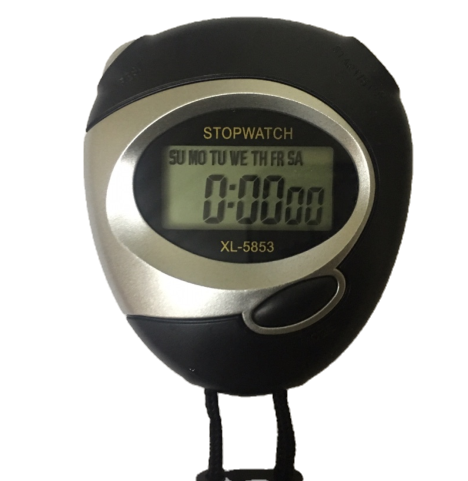 STOPWATCH
SU MO TU WE TH FR SA
0:0000
XL-5853